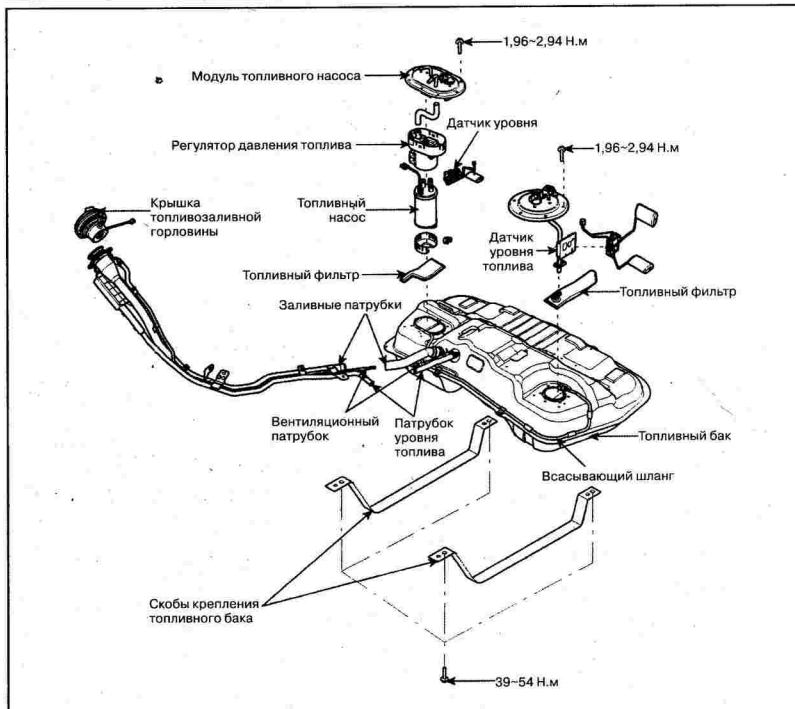 1,96~2,94 Н.м
Модуль топливного насоса
Датчик уровня
Регулятор давления топлива
1,96~2,94 Н.м
Крышка
топливозаливной
горловины
Топливный
насос
Датчик
уровня
топлива
Топливный фильтр
Топливный фильтр
Заливные патрубки
Вентиляционный
патрубок
Патрубок
уровня
топлива
Топливный бак
Всасывающий шланг
Скобы крепления
топливного бака
39~54 Н.м